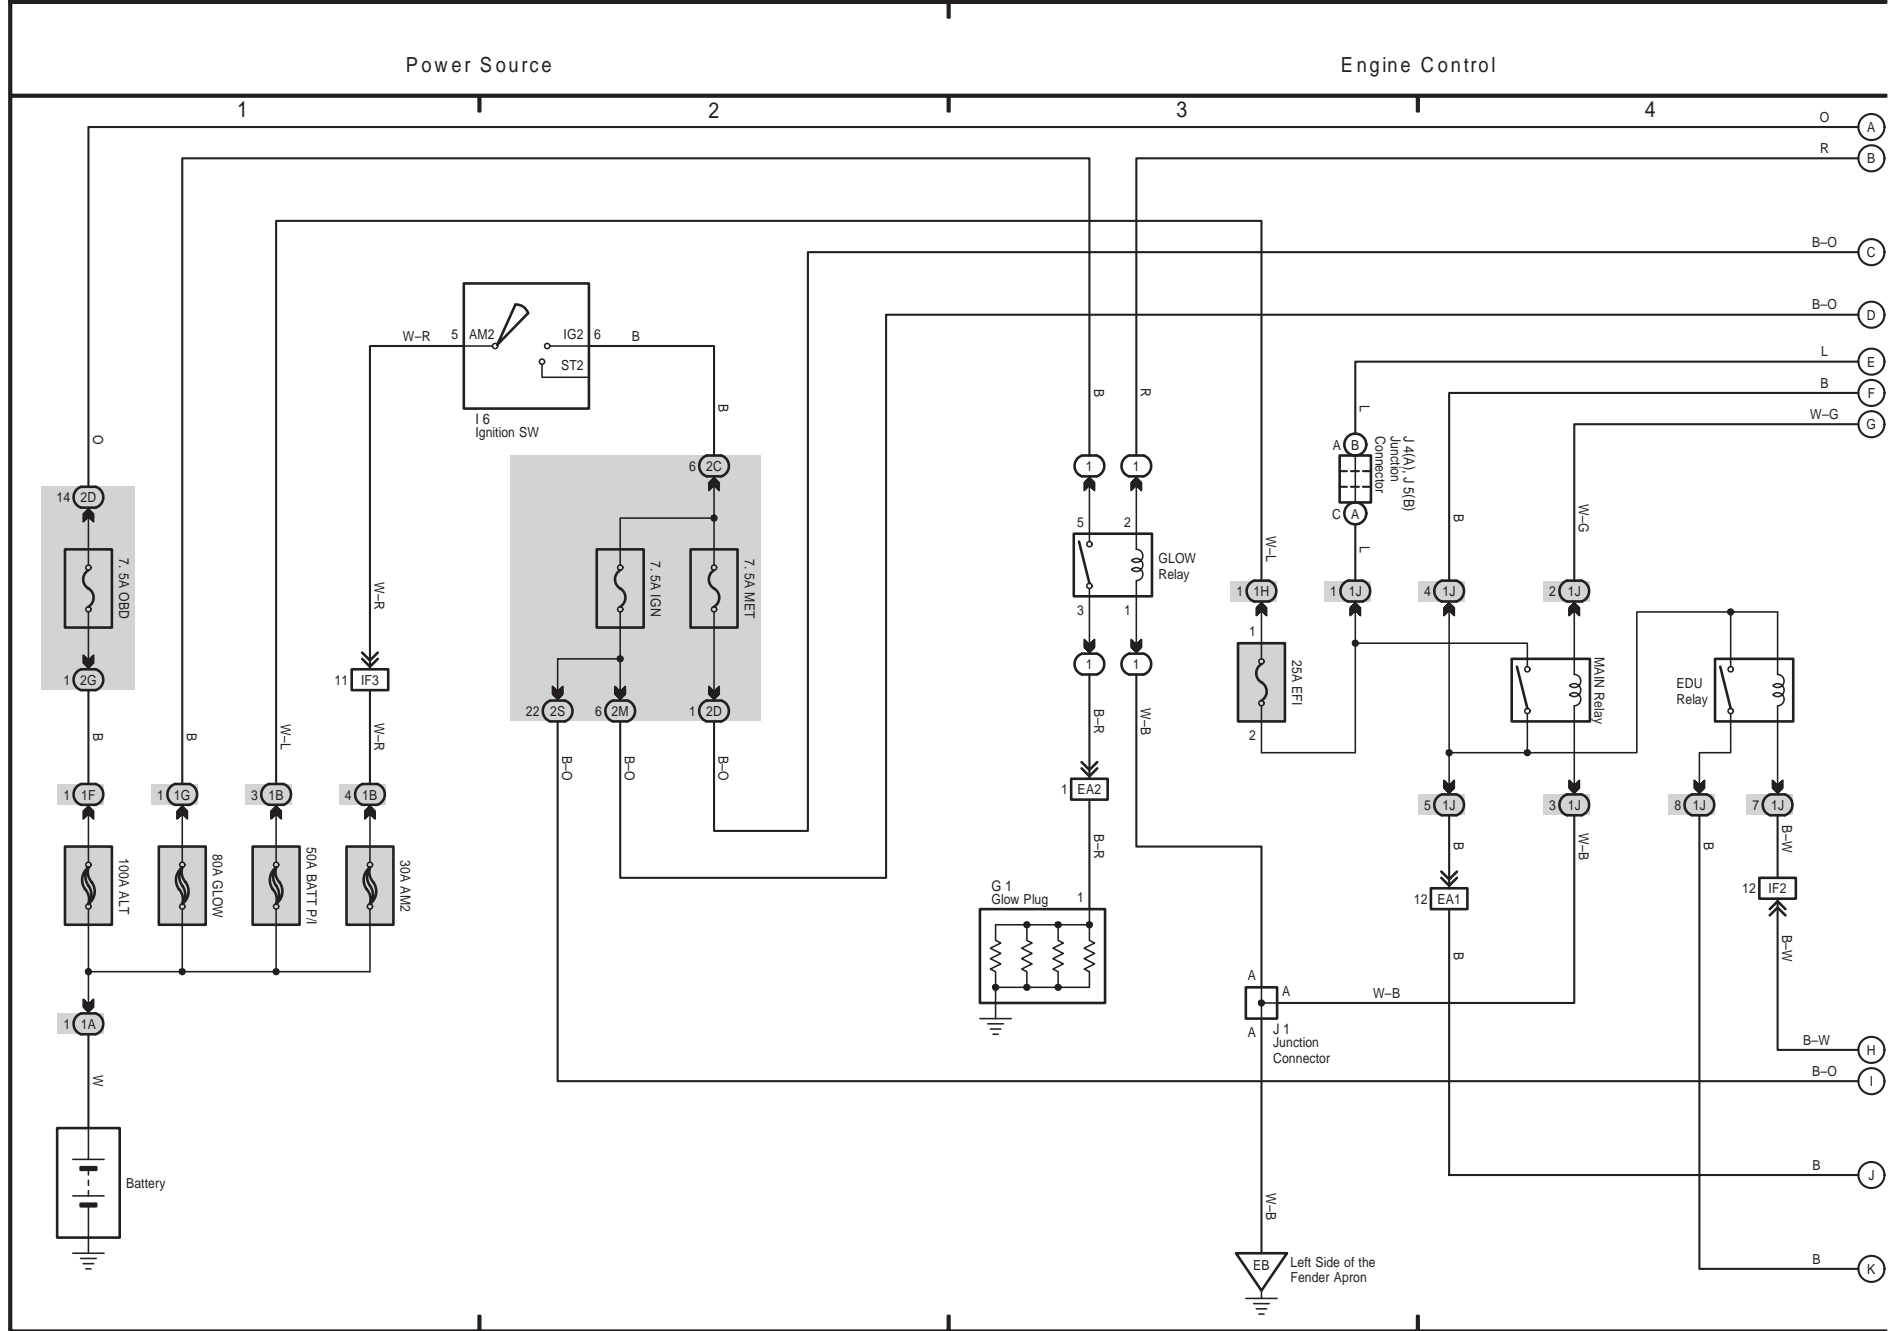 Power Source
Engine Control
1
2
3
4
O
A
R
B
B–O
C
B–O
D
L
E
B
F
W–G
G
W–R
5
AM2
IG2
6
B
ST2
I 6
Ignition SW
B
O
B
R
L
A
B
J 4(A), J 5(B)
Junction
Connector
C
A
6
2C
1
1
14
2D
5
2
GLOW
Relay
3
1
7. 5A OBD
7. 5A IGN
7. 5A MET
W–R
W–L
L
B
W–G
1
1H
1
1J
4
1J
2
1J
1
25A EFI
2
MAIN Relay
EDU
Relay
1
2G
11
IF3
22
2S
6
2M
1
2D
1
1
B
B
W–L
W–R
B–O
B–O
B–O
B–R
W–B
1
EA2
1
1F
1
1G
3
1B
4
1B
5
1J
3
1J
8
1J
7
1J
100A ALT
80A GLOW
50A BATT P/I
30A AM2
B–R
B
W–B
B
B–W
G 1
Glow Plug
1
12
EA1
12
IF2
B
B–W
A
A
W–B
A
J 1
Junction
Connector
1
1A
W
B–W
H
B–O
I
B
J
Battery
W–B
EB
Left Side of the
Fender Apron
B
K